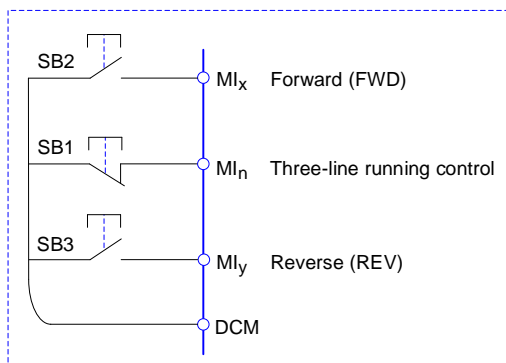 SB2
MIx Forward (FWD)
SB1
MIn Three-line running control
SB3
MIy Reverse (REV)
DCM